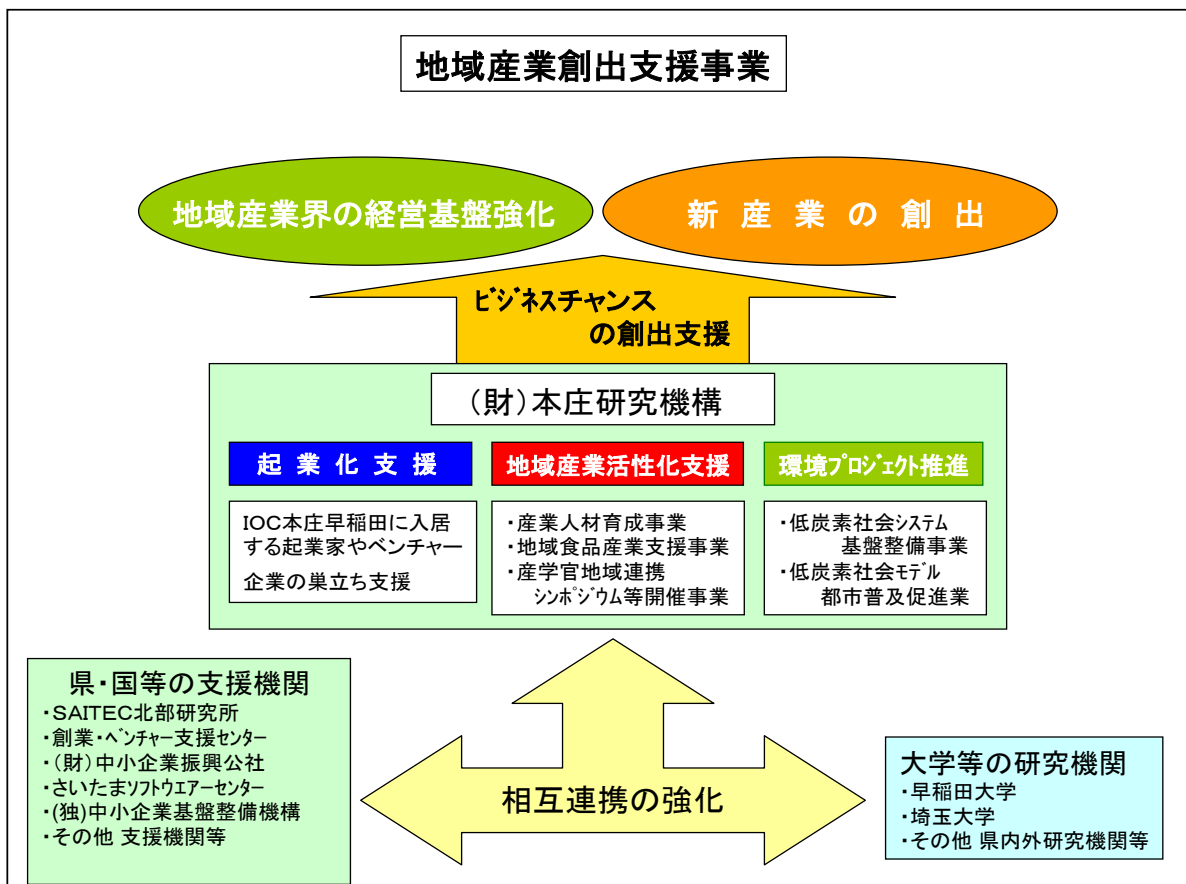 地域産業創出支援事業
地域産業界の経営基盤強化
新産業の創出
ﾋﾞｼﾞﾈｽチャンス
の創出支援
（財）本庄研究機構
起業化支援
地域産業活性化支援
環境ﾌﾟﾛｼﾞｪｸﾄ推進
IOC本庄早稲田に入居
する起業家やベンチャー
企業の巣立ち支援
・産業人材育成事業
・地域食品産業支援事業
・産学官地域連携
ｼﾝﾎﾟｼﾞｳﾑ等開催事業
・低炭素社会システム
基盤整備事業
・低炭素社会ﾓﾃﾞﾙ
都市普及促進業
県・国等の支援機関
・SAITEC北部研究所
・創業・ﾍﾞﾝﾁｬｰ支援センター
・（財）中小企業振興公社
・さいたまソフトウエアーセンター
・(独)中小企業基盤整備機構
・その他 支援機関等
相互連携の強化
大学等の研究機関
・早稲田大学
・埼玉大学
・その他 県内外研究機関等